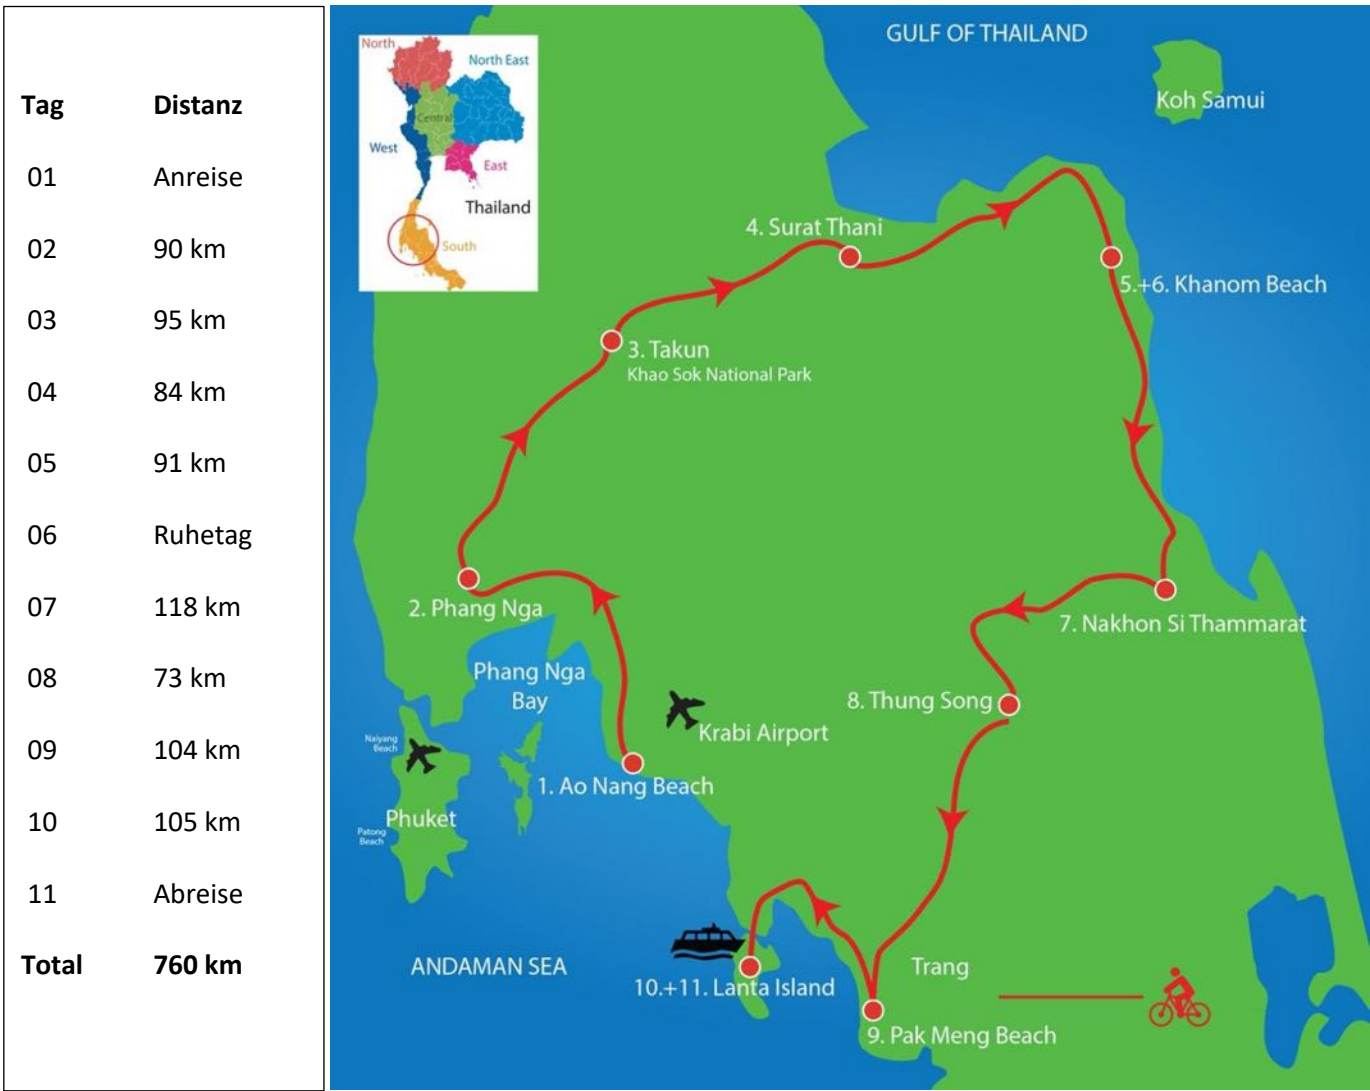 Tag Distanz
01 Anreise
02 90 km
03 95 km
04 84 km
05 91 km
06 Ruhetag
07 118 km
08 73 km
09 104 km
10 105 km
11 Abreise
Total 760 km
GULF OF THAILAND
Koh Samui
North
North East
Central
West
East
Thailand
South
4. Surat Thani
5.+6. Khanom Beach
3. Takun
Khao Sok National Park
2. Phang Nga
7. Nakhon Si Thammarat
Phang Nga
Bay
8. Thung Song
Krabi Airport
Naiyang
Beach
1. Ao Nang Beach
Phuket
Patong
Beach
ANDAMAN SEA
Trang
10.+11. Lanta Island
9. Pak Meng Beach